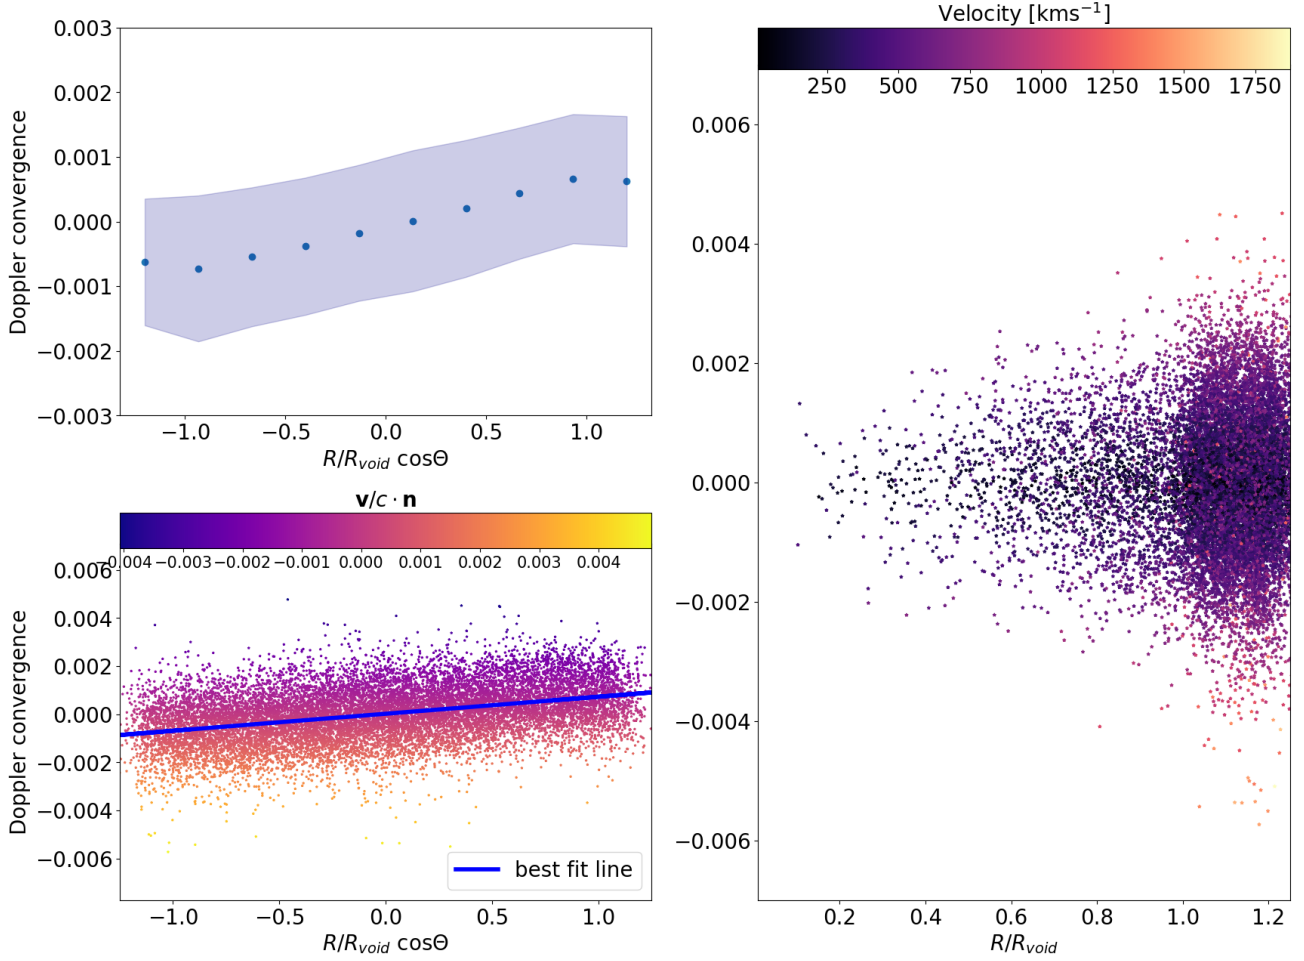 0.003
0.002
0.001
0.000
−0.001
−0.002
−0.003
Doppler convergence
−1.0 −0.5 0.0 0.5 1.0
R/R_void cosΘ
v/c · n
−0.004 −0.003 −0.002 −0.001 0.000 0.001 0.002 0.003 0.004
0.006
0.004
0.002
0.000
−0.002
−0.004
−0.006
Doppler convergence
best fit line
−1.0 −0.5 0.0 0.5 1.0
R/R_void cosΘ
Velocity [kms⁻¹]
250 500 750 1000 1250 1500 1750
0.006
0.004
0.002
0.000
−0.002
−0.004
−0.006
0.2 0.4 0.6 0.8 1.0 1.2
R/R_void